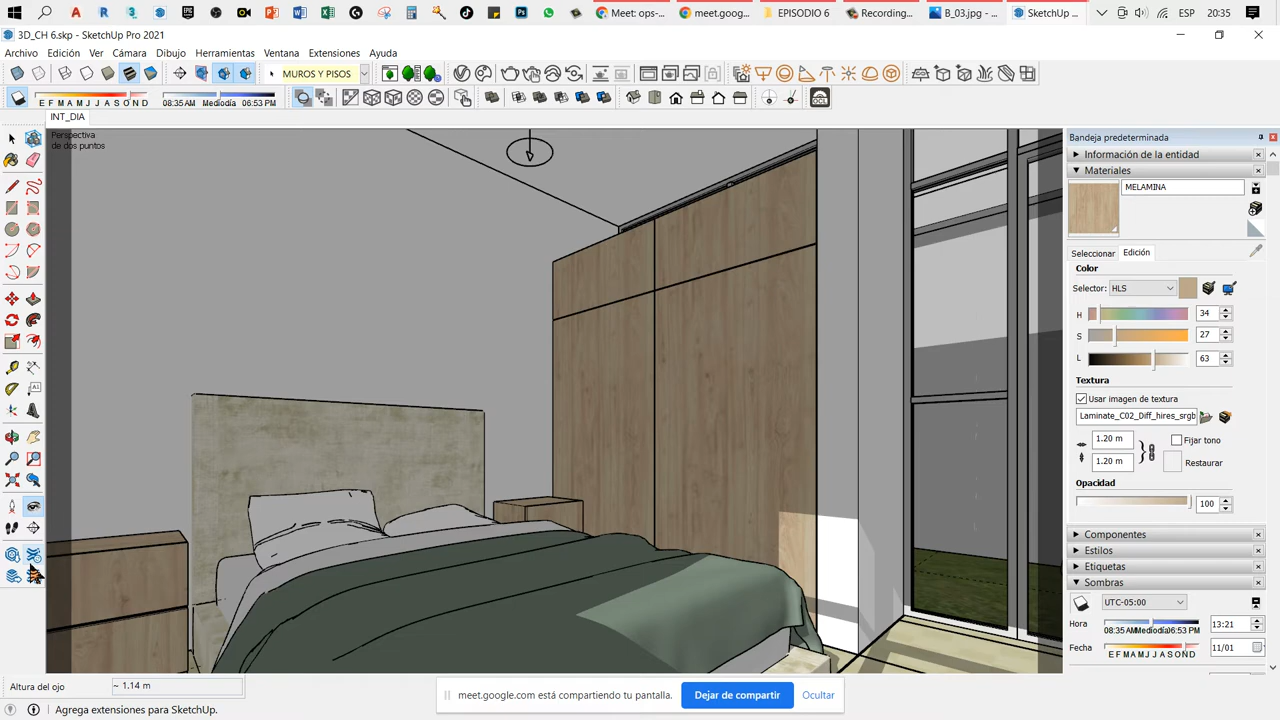 Meet: ops-...
meet.goog...
EPISODIO 6
Recording...
B_03.jpg - ...
SketchUp ...
ESP
20:35
3D_CH 6.skp - SketchUp Pro 2021
Archivo Edición Ver Cámara Dibujo Herramientas Ventana Extensiones Ayuda
MUROS Y PISOS
E F M A M J J A S O N D
08:35 AM Mediodía 06:53 PM
INT_DIA
Perspectiva
de dos puntos
Bandeja predeterminada
Información de la entidad
Materiales
MELAMINA
Seleccionar Edición
Color
Selector: HLS
H 34
S 27
L 63
Textura
Usar imagen de textura
Laminate_C02_Diff_hires_srgb
1.20 m
Fijar tono
1.20 m
Restaurar
Opacidad
100
Componentes
Estilos
Etiquetas
Sombras
UTC-05:00
Hora 08:35 AM Mediodía 06:53 PM 13:21
Fecha E F M A M J J A S O N D 11/01
Altura del ojo ~ 1.14 m
meet.google.com está compartiendo tu pantalla. Dejar de compartir Ocultar
Agrega extensiones para SketchUp.